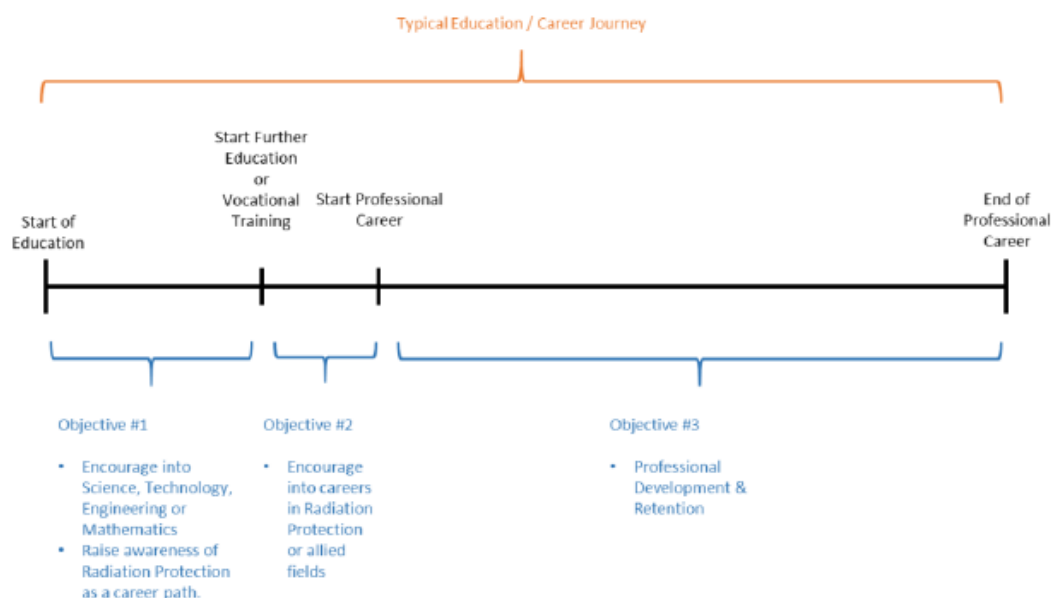 Typical Education / Career Journey
Start Further
Education
or
Vocational
Training
Start Professional
Career
Start of
Education
End of
Professional
Career
Objective #1
• Encourage into
Science, Technology,
Engineering or
Mathematics
• Raise awareness of
Radiation Protection
as a career path.
Objective #2
• Encourage
into careers
in Radiation
Protection
or allied
fields
Objective #3
• Professional
Development &
Retention